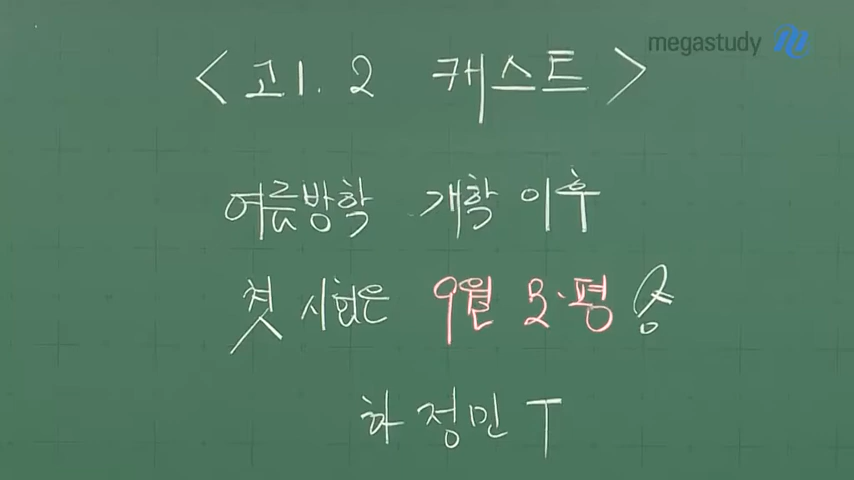 megastudy
<고1. 2 캐스트>
여름방학 개학 이후
첫 시험은 9월 모·평
차 정민 T